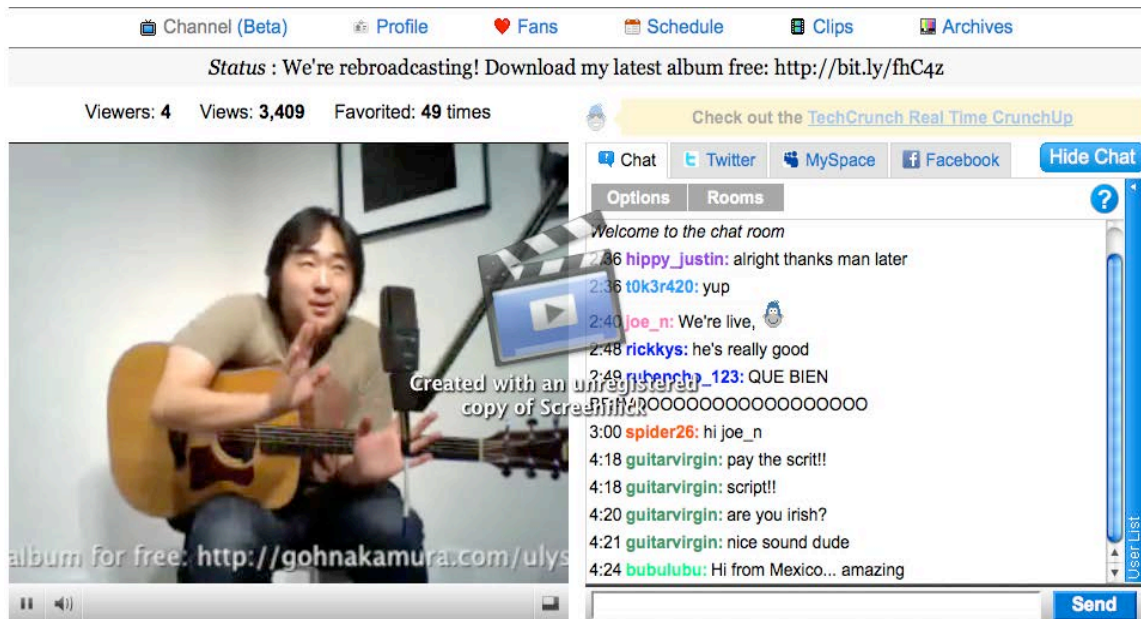 Channel (Beta) Profile Fans Schedule Clips Archives
Status : We're rebroadcasting! Download my latest album free: http://bit.ly/fhC4z
Viewers: 4 Views: 3,409 Favorited: 49 times
Check out the TechCrunch Real Time CrunchUp
Chat Twitter MySpace Facebook Hide Chat
Options Rooms ?
Welcome to the chat room
2:36 hippy_justin: alright thanks man later
2:36 t0k3r420: yup
2:40 joe_n: We're live,
2:48 rickkys: he's really good
2:49 rubencho_123: QUE BIEN
3:00 spider26: hi joe_n
4:18 guitarvirgin: pay the scrit!!
4:18 guitarvirgin: script!!
4:20 guitarvirgin: are you irish?
4:21 guitarvirgin: nice sound dude
4:24 bubulubu: Hi from Mexico... amazing
User List
Send
Created with an unregistered
copy of Screenflick
album for free: http://gohnakamura.com/ulys